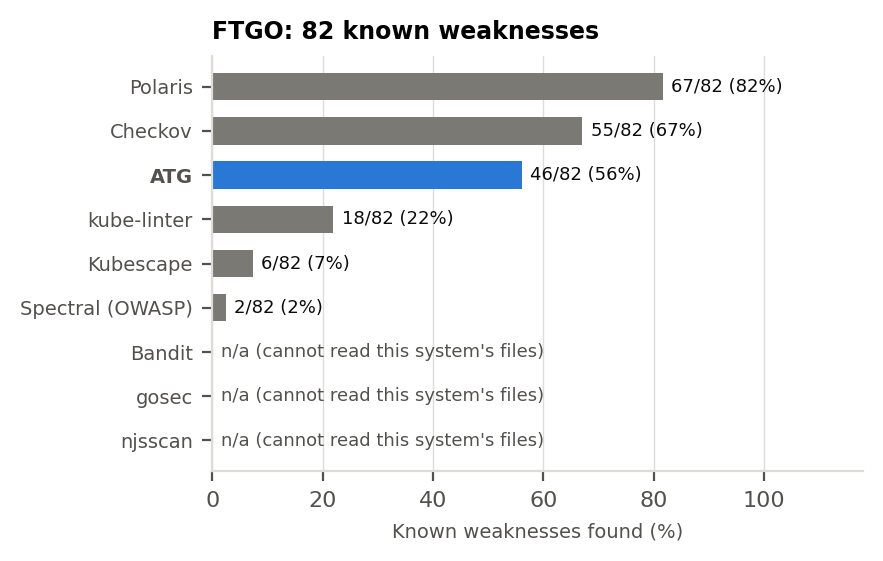 FTGO: 82 known weaknesses
Polaris 67/82 (82%)
Checkov 55/82 (67%)
ATG 46/82 (56%)
kube-linter 18/82 (22%)
Kubescape 6/82 (7%)
Spectral (OWASP) 2/82 (2%)
Bandit n/a (cannot read this system's files)
gosec n/a (cannot read this system's files)
njsscan n/a (cannot read this system's files)
0 20 40 60 80 100
Known weaknesses found (%)